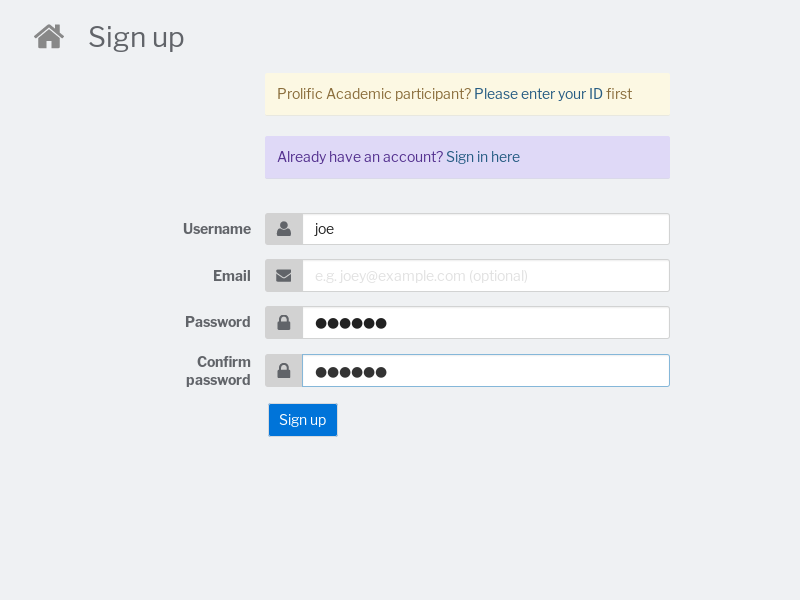 Sign up
Prolific Academic participant? Please enter your ID first
Already have an account? Sign in here
Username
joe
Email
e.g. joey@example.com (optional)
Password
●●●●●●
Confirm
password
●●●●●●
Sign up